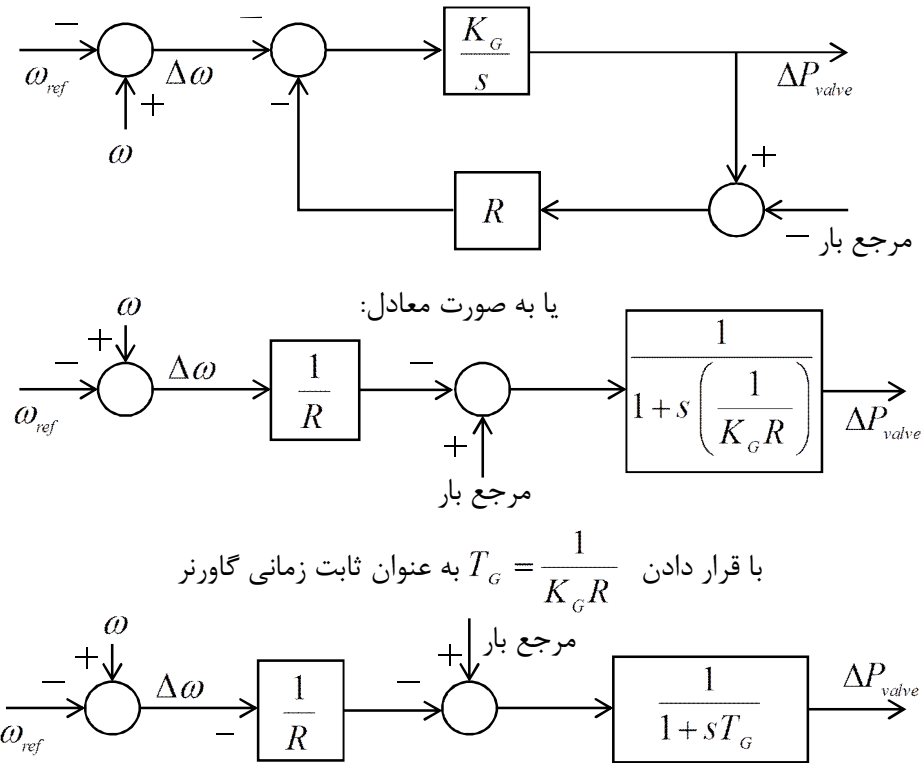 − − 
ω_ref Δω K_G / s ΔP_valve
+ −
ω +
R
− مرجع بار
یا به صورت معادل:
ω
+ −
− Δω 1 / R 1 / (1 + s (1 / (K_G R)))
ω_ref + ΔP_valve
مرجع بار
با قرار دادن T_G = 1 / (K_G R) به عنوان ثابت زمانی گاورنر
ω + مرجع بار
+ −
− Δω − 1 / R 1 / (1 + sT_G) ΔP_valve
ω_ref